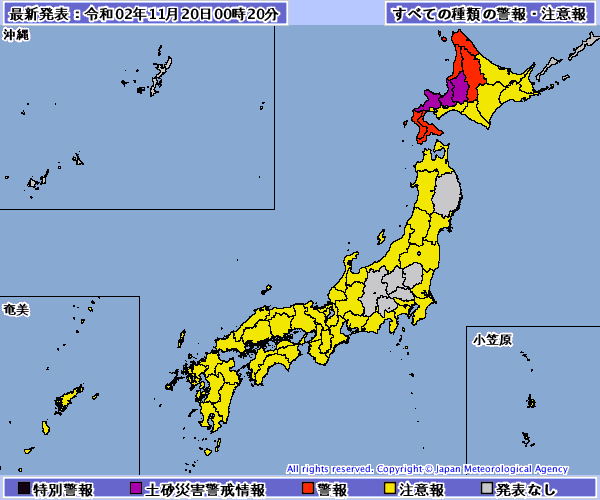 最新発表：令和02年11月20日00時20分
すべての種類の警報・注意報
沖縄
奄美
小笠原
All rights reserved. Copyright © Japan Meteorological Agency
特別警報
土砂災害警戒情報
警報
注意報
発表なし